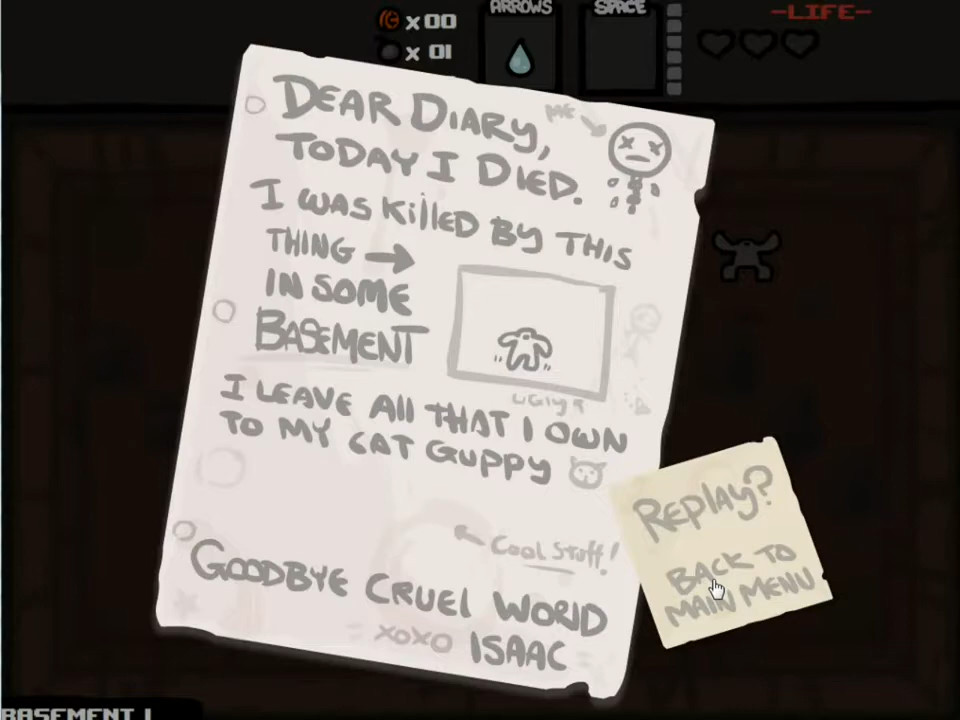 x 00
x 01
ARROWS
SPACE
-LIFE-
DEAR DIARY,
TODAY I DIED.
ME
I WAS KillED BY THIS
THING →
IN SOME
BASEMENT
UGLY
I LEAVE All THAT I OWN
TO MY CAT GUPPY
← Cool Stuff!
GOODBYE CRUEl WORlD
XOXO ISAAC
REPlAY?
BACK TO
MAIN MENU
BASEMENT I